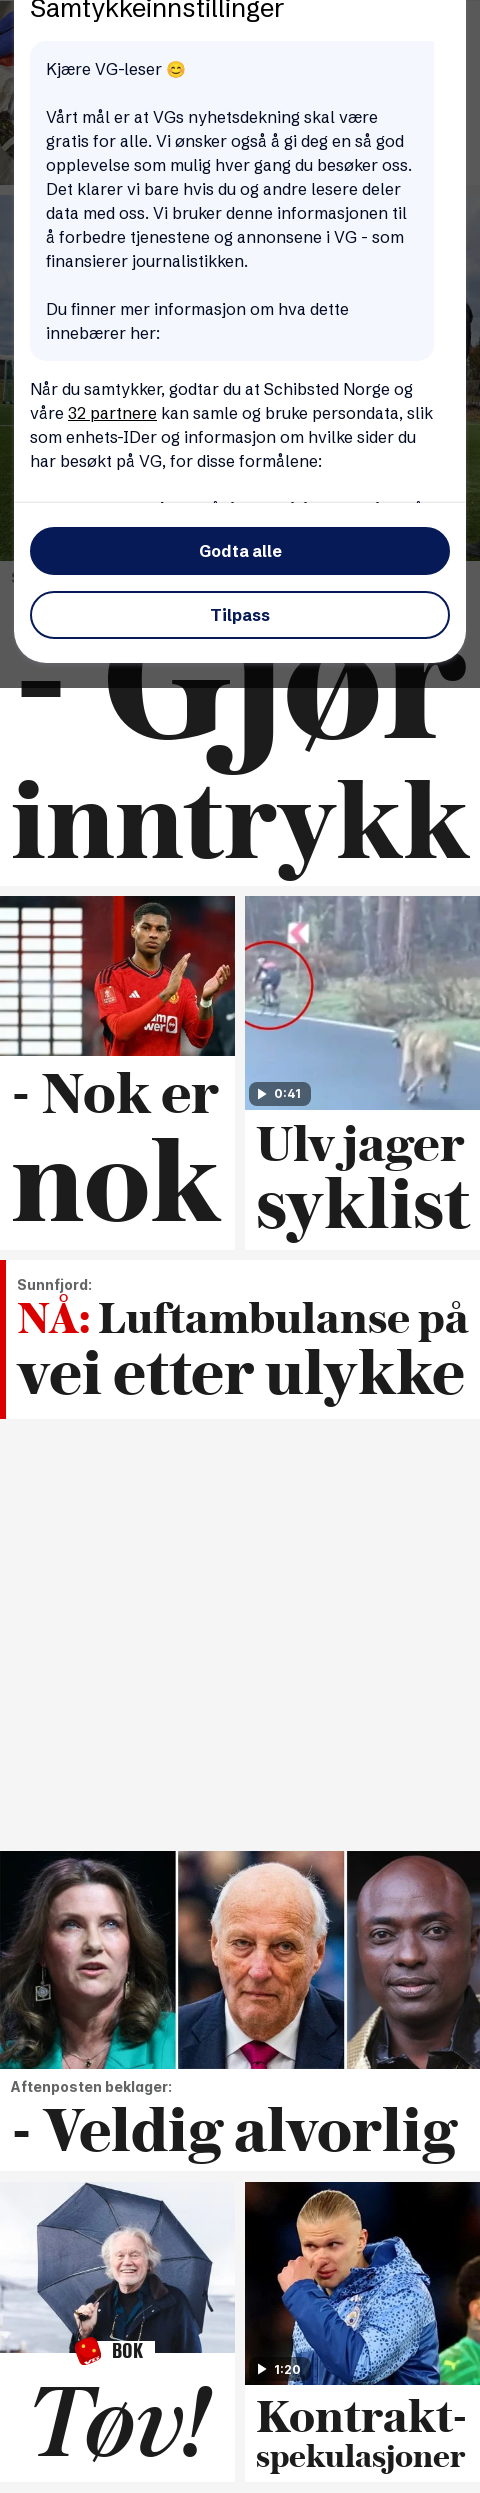 Samtykkeinnstillinger
Kjære VG-leser 😊
Vårt mål er at VGs nyhetsdekning skal være
gratis for alle. Vi ønsker også å gi deg en så god
opplevelse som mulig hver gang du besøker oss.
Det klarer vi bare hvis du og andre lesere deler
data med oss. Vi bruker denne informasjonen til
å forbedre tjenestene og annonsene i VG - som
finansierer journalistikken.
Du finner mer informasjon om hva dette
innebærer her:
Når du samtykker, godtar du at Schibsted Norge og
våre 32 partnere kan samle og bruke persondata, slik
som enhets-IDer og informasjon om hvilke sider du
har besøkt på VG, for disse formålene:
Godta alle
Tilpass
- Gjør
inntrykk
- Nok er
nok
0:41
Ulv jager
syklist
Sunnfjord:
NÅ: Luftambulanse på
vei etter ulykke
Aftenposten beklager:
- Veldig alvorlig
BOK
Tøv!
1:20
Kontrakt-
spekulasjoner